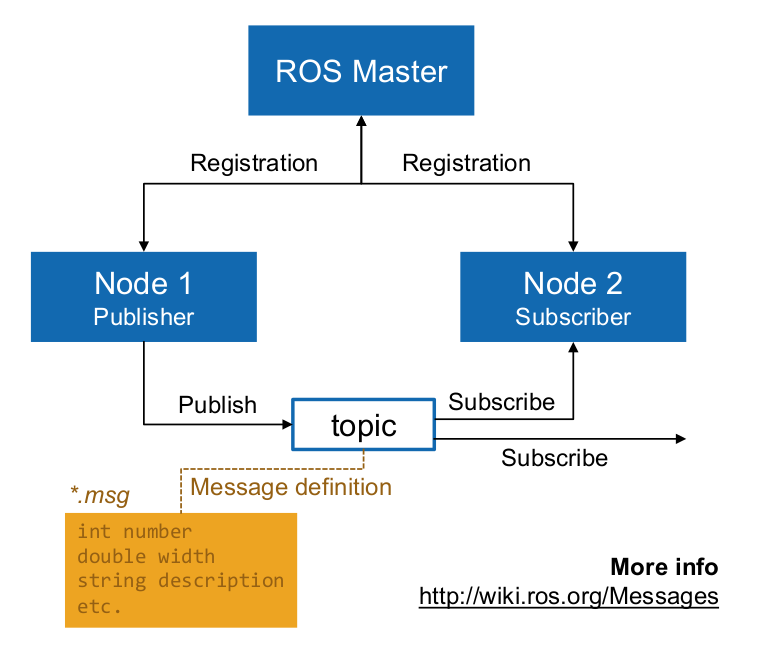 ROS Master
Registration
Registration
Node 1
Publisher
Node 2
Subscriber
Publish
topic
Subscribe
Subscribe
*.msg
Message definition
int number
double width
string description
etc.
More info
http://wiki.ros.org/Messages